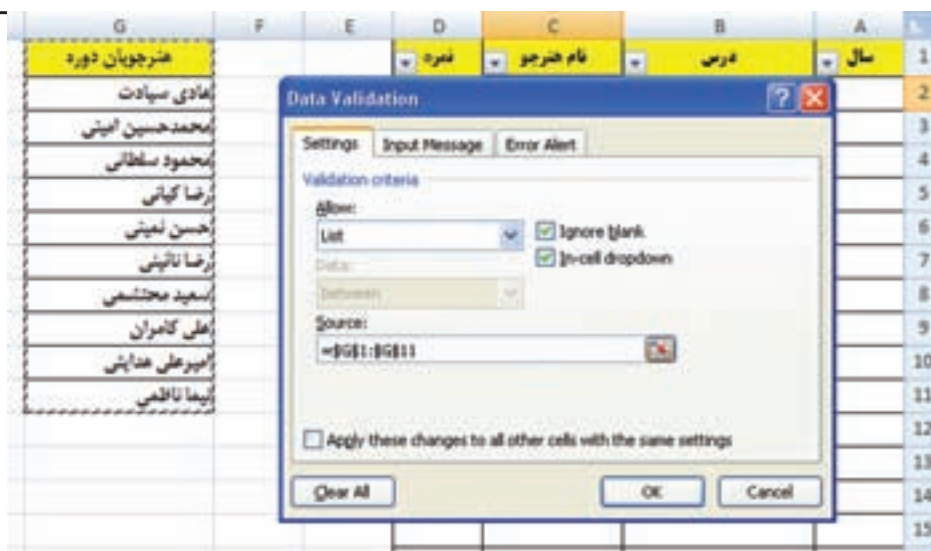 G F E D C B A
هنرجویان دوره نمره نام هنرجو درس سال 1
هادی سیادت 2
محمدحسین امینی 3
محمود سلطانی 4
رضا کیانی 5
حسن نعیتی 6
رضا نائینی 7
سعید محتشمی 8
علی کامران 9
امیرعلی هدایتی 10
نیما ناظمی 11
12
13
14
15
Data Validation
Settings Input Message Error Alert
Validation criteria
Allow:
List Ignore blank
Data: In-cell dropdown
between
Source:
=$G$1:$G$11
Apply these changes to all other cells with the same settings
Clear All OK Cancel